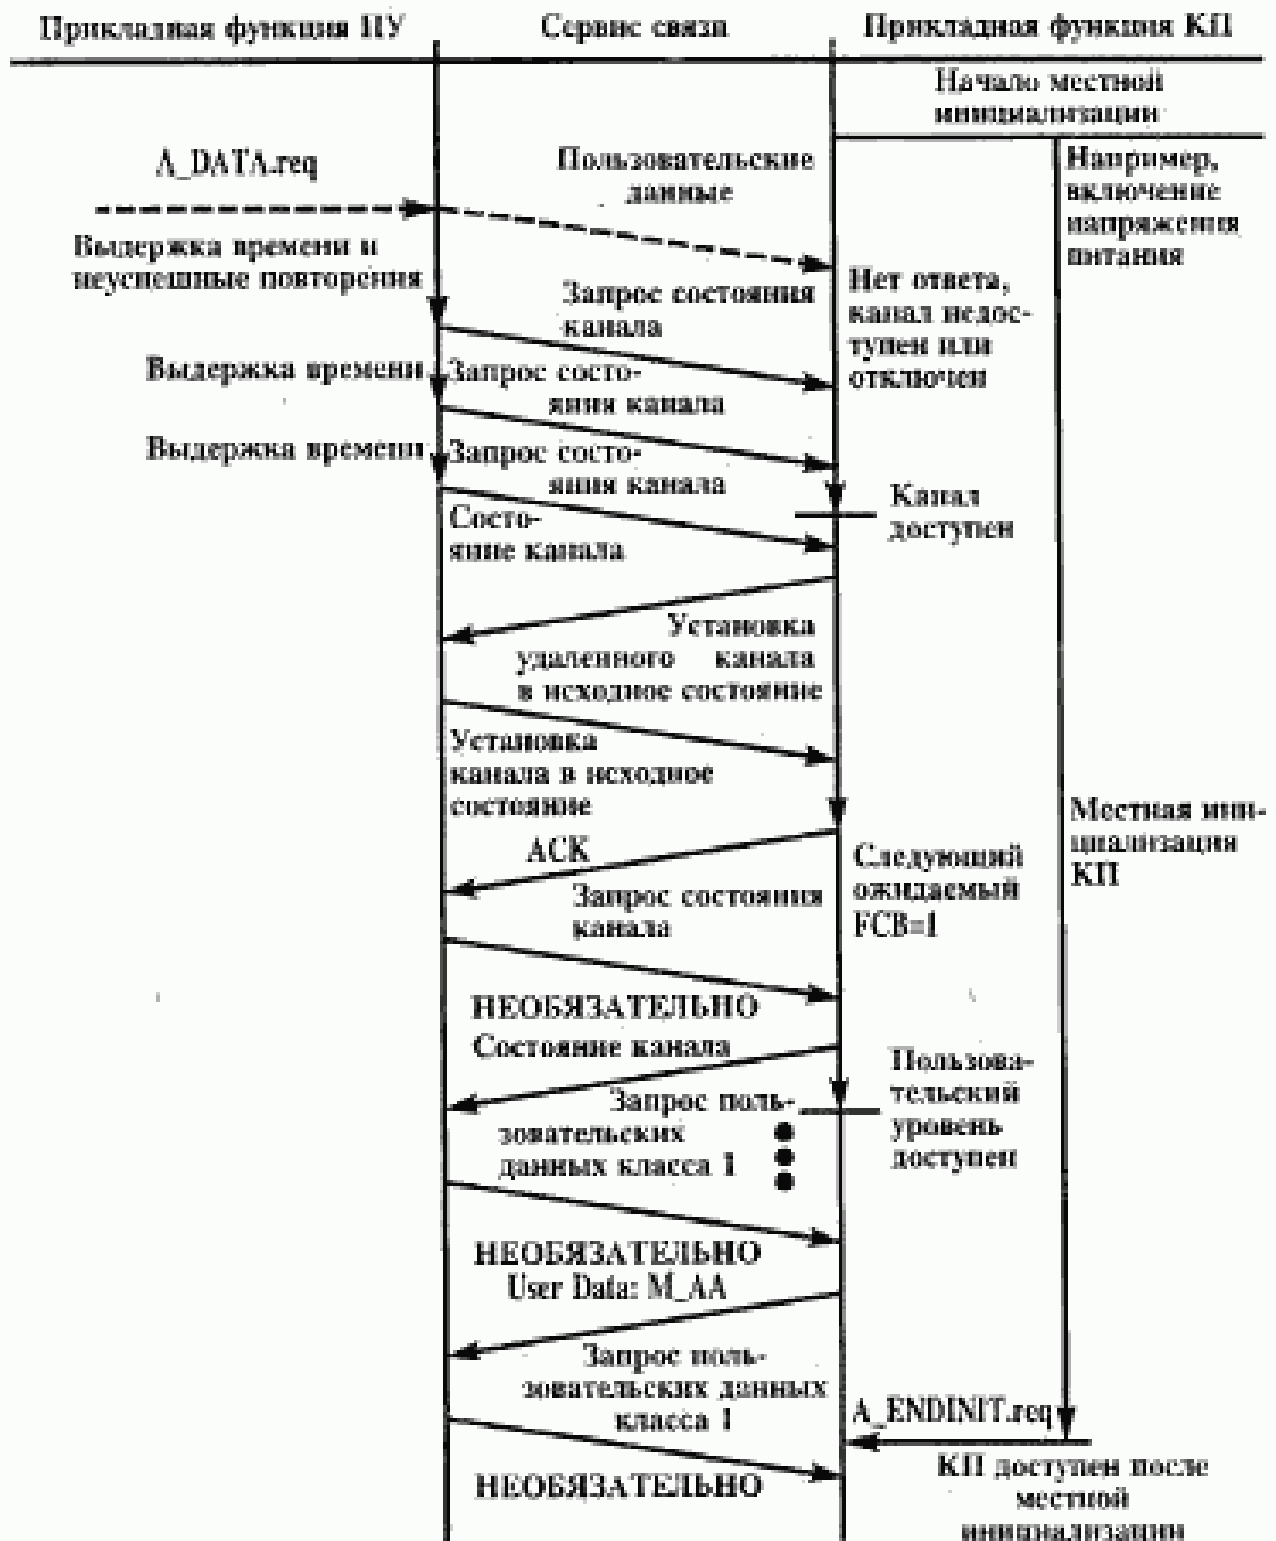 Прикладная функция ПУ
Сервис связа
Прикладная функция КП
Начало местной
инициализации
A_DATA.req
Пользовательские
данные
Например,
включение
напряжения
питания
Выдержка времени и
неуспешные повторения
Запрос состояния
канала
Нет ответа,
канал недос-
тупен или
отключен
Выдержка времени
Запрос состо-
яния канала
Выдержка времени
Запрос состо-
яния канала
Канал
доступен
Состо-
яние канала
Установка
удаленного канала
в исходное состояние
Установка
канала в исходное
состояние
Местная ини-
циализация
КП
ACK
Следующий
ожидаемый
FCB=1
Запрос состояния
канала
НЕОБЯЗАТЕЛЬНО
Состояние канала
Пользова-
тельский
уровень
доступен
Запрос поль-
зовательских
данных класса 1
НЕОБЯЗАТЕЛЬНО
User Data: M_AA
Запрос поль-
зовательских данных
класса 1
A_ENDINIT.req
НЕОБЯЗАТЕЛЬНО
КП доступен после
местной
инициализации